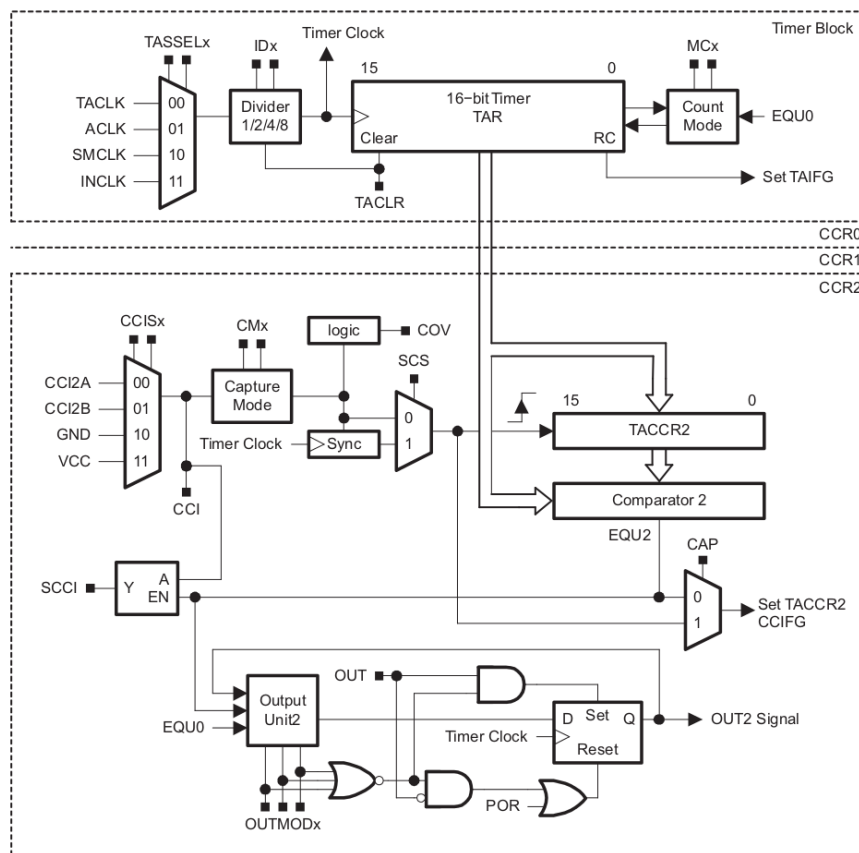 Timer Block
Timer Clock
TASSELx
IDx
15
0
MCx
TACLK
00
ACLK
01
SMCLK
10
INCLK
11
Divider
1/2/4/8
16−bit Timer
TAR
Clear
RC
Count
Mode
EQU0
TACLR
Set TAIFG
CCR0
CCR1
CCR2
CCISx
CMx
logic
COV
SCS
CCI2A
00
CCI2B
01
GND
10
VCC
11
Capture
Mode
0
1
Timer Clock
Sync
15
0
TACCR2
Comparator 2
CCI
EQU2
CAP
SCCI
Y
A
EN
0
1
Set TACCR2
CCIFG
OUT
Output
Unit2
EQU0
D
Set
Q
OUT2 Signal
Timer Clock
Reset
POR
OUTMODx